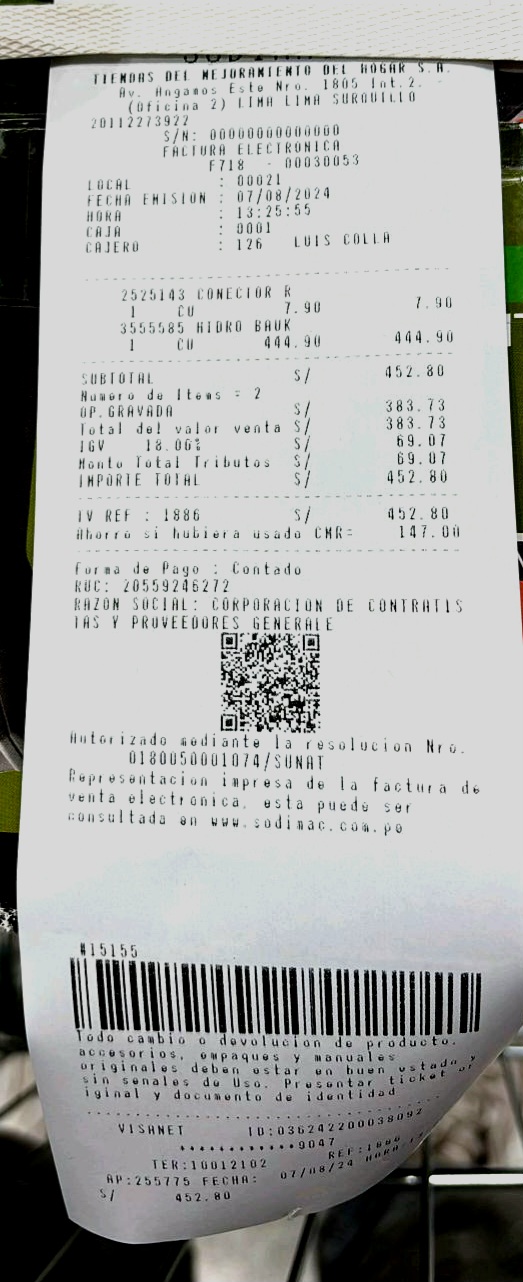 TIENDAS DEL MEJORAMIENTO DEL HOGAR S.A.
Av. Angamos Este Nro. 1805 Int.2. -
(Oficina 2) LIMA LIMA SURQUILLO
20112273922
S/N: 00000000000000
FACTURA ELECTRONICA
F718 - 00030053
LOCAL : 00021
FECHA EMISION : 07/08/2024
HORA : 13:25:55
CAJA : 0001
CAJERO : 126 LUIS COLLA
2525143 CONECTOR R
1 CU 7.90 7.90
3555585 HIDRO BAUK
1 CU 444.90 444.90
SUBTOTAL S/ 452.80
Numero de Items = 2
OP.GRAVADA S/ 383.73
Total del valor venta S/ 383.73
IGV 18.00% S/ 69.07
Monto Total Tributos S/ 69.07
IMPORTE TOTAL S/ 452.80
TV REF : 1886 S/ 452.80
Ahorro si hubiera usado CMR= 147.00
Forma de Pago : Contado
RUC: 20559246272
RAZON SOCIAL: CORPORACION DE CONTRATIS
TAS Y PROVEEDORES GENERALE
Autorizado mediante la resolucion Nro.
0180050001074/SUNAT
Representacion impresa de la factura de
venta electronica, esta puede ser
consultada en www.sodimac.com.pe
#15155
Todo cambio o devolucion de producto,
accesorios, empaques y manuales
originales deben estar en buen estado y
sin senales de Uso. Presentar ticket or
iginal y documento de identidad
VISANET ID:036242200038092
************9047
TER:10012102 REF:1886
AP:255775 FECHA: 07/08/24 HORA:
S/ 452.80